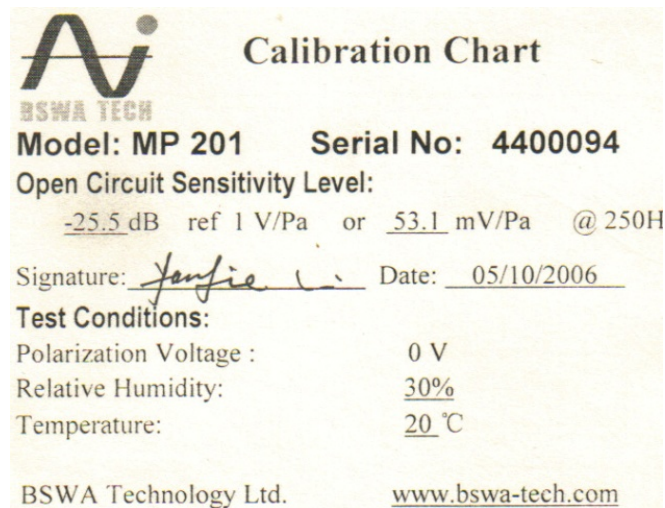 Calibration Chart
BSWA TECH
Model: MP 201 Serial No: 4400094
Open Circuit Sensitivity Level:
-25.5 dB ref 1 V/Pa or 53.1 mV/Pa @ 250H
Signature: Date: 05/10/2006
Test Conditions:
Polarization Voltage : 0 V
Relative Humidity: 30%
Temperature: 20 ℃
BSWA Technology Ltd. www.bswa-tech.com